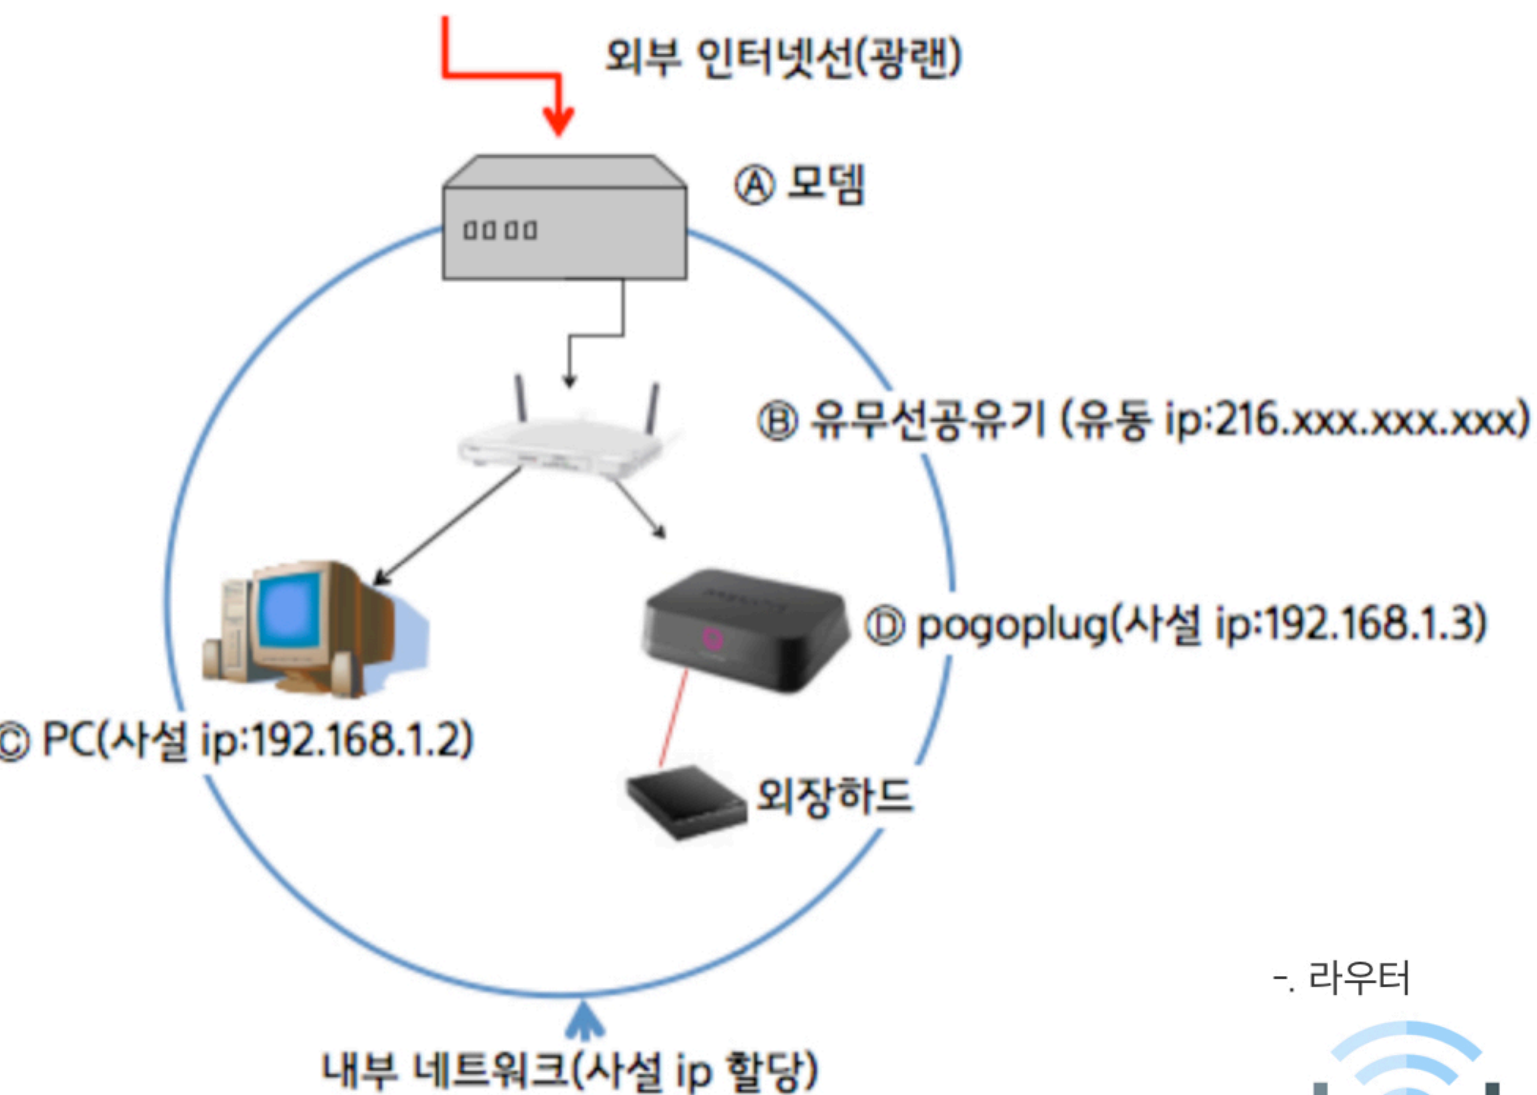 외부 인터넷선(광랜)
Ⓐ 모뎀
Ⓑ 유무선공유기 (유동 ip:216.xxx.xxx.xxx)
Ⓓ pogoplug(사설 ip:192.168.1.3)
Ⓒ PC(사설 ip:192.168.1.2)
외장하드
-. 라우터
내부 네트워크(사설 ip 할당)